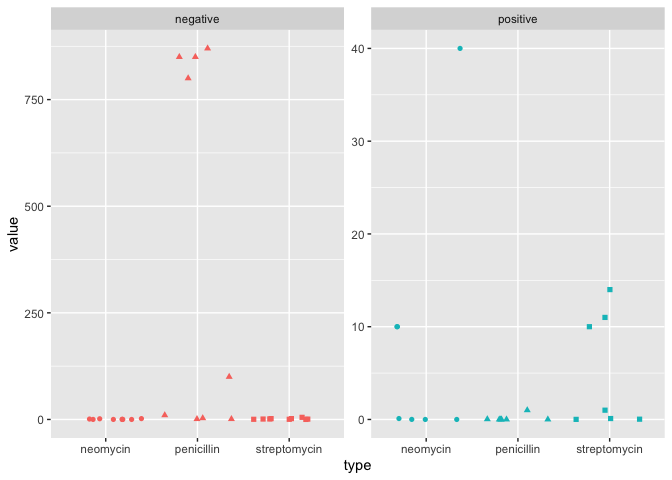 negative
positive
value
750
500
250
0
40
30
20
10
0
neomycin penicillin streptomycin
neomycin penicillin streptomycin
type